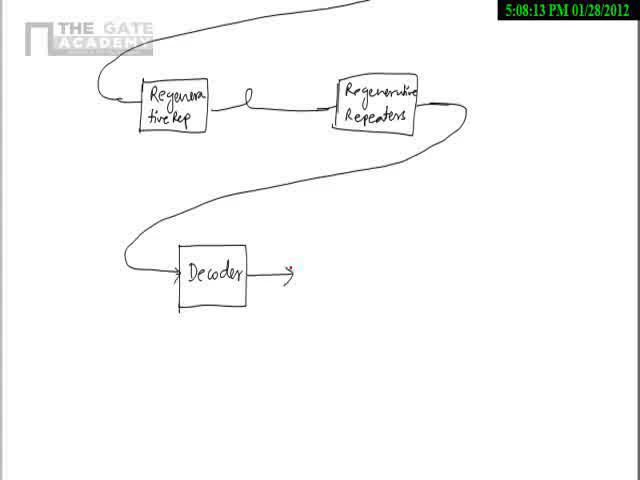 THE GATE
ACADEMY
5:08:13 PM 01/28/2012
Regenera
tive Rep
Regenerative
Repeaters
Decoder